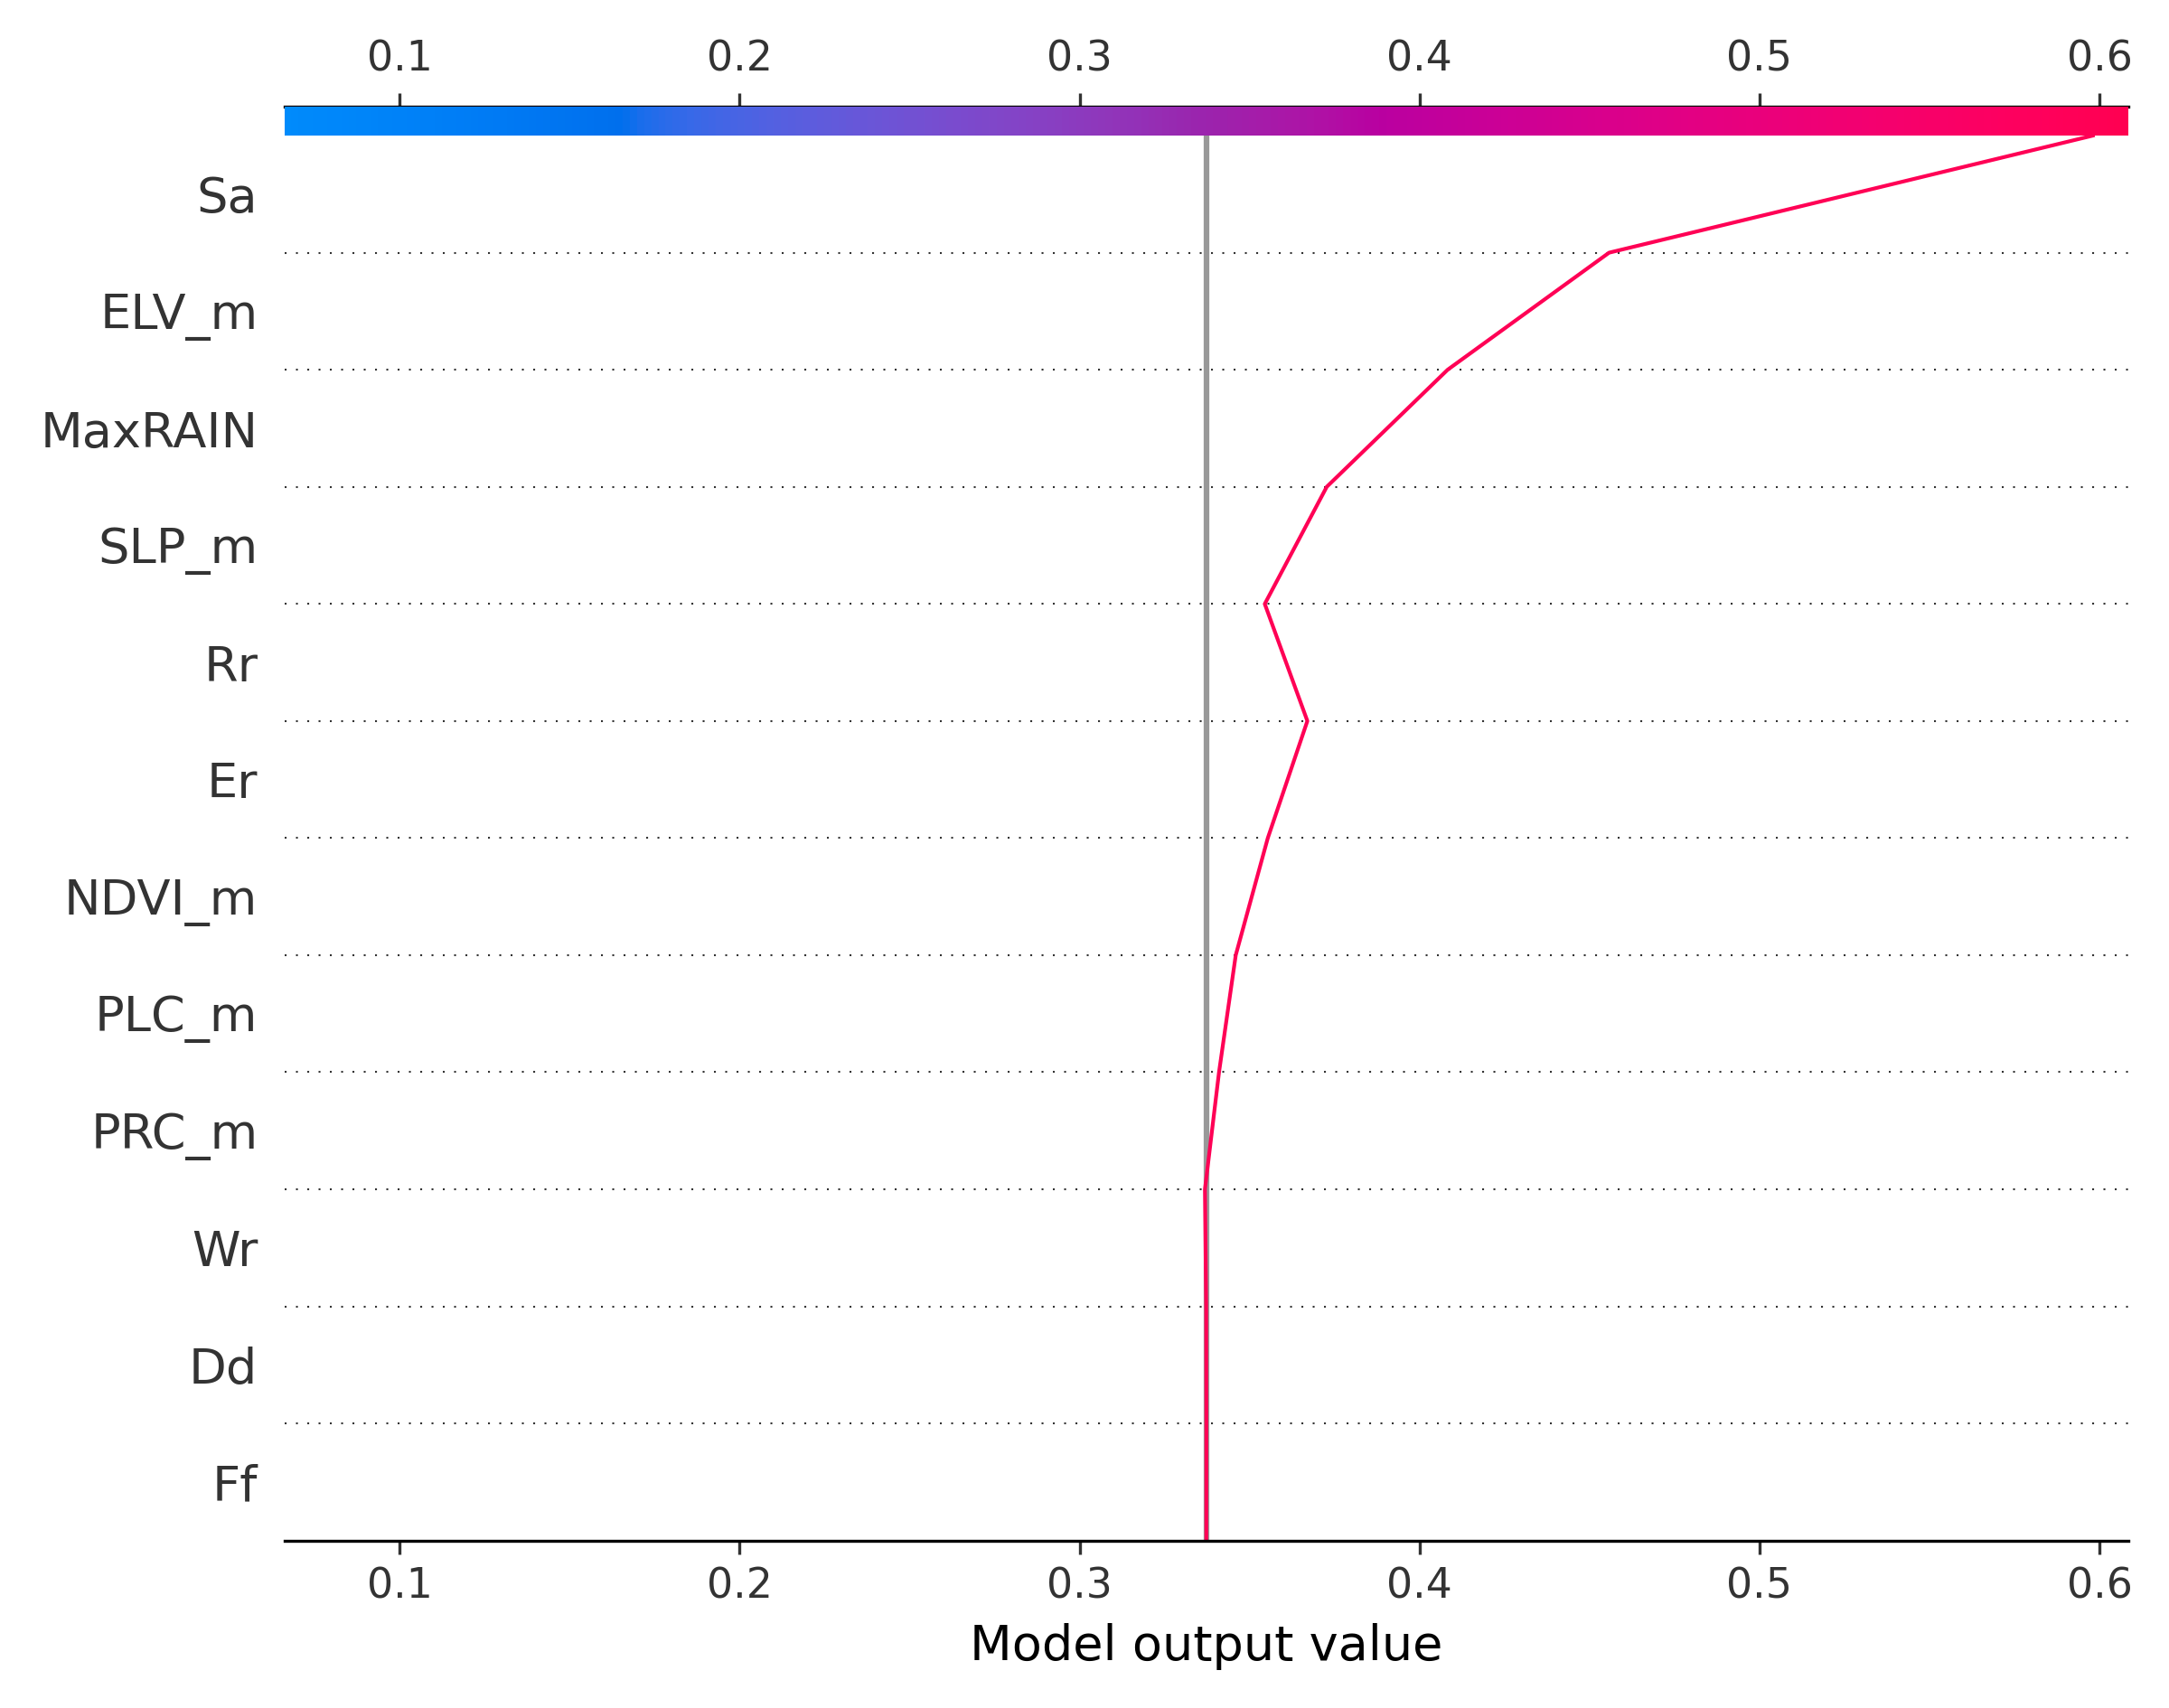 0.1 0.2 0.3 0.4 0.5 0.6
Sa
ELV_m
MaxRAIN
SLP_m
Rr
Er
NDVI_m
PLC_m
PRC_m
Wr
Dd
Ff
0.1 0.2 0.3 0.4 0.5 0.6
Model output value